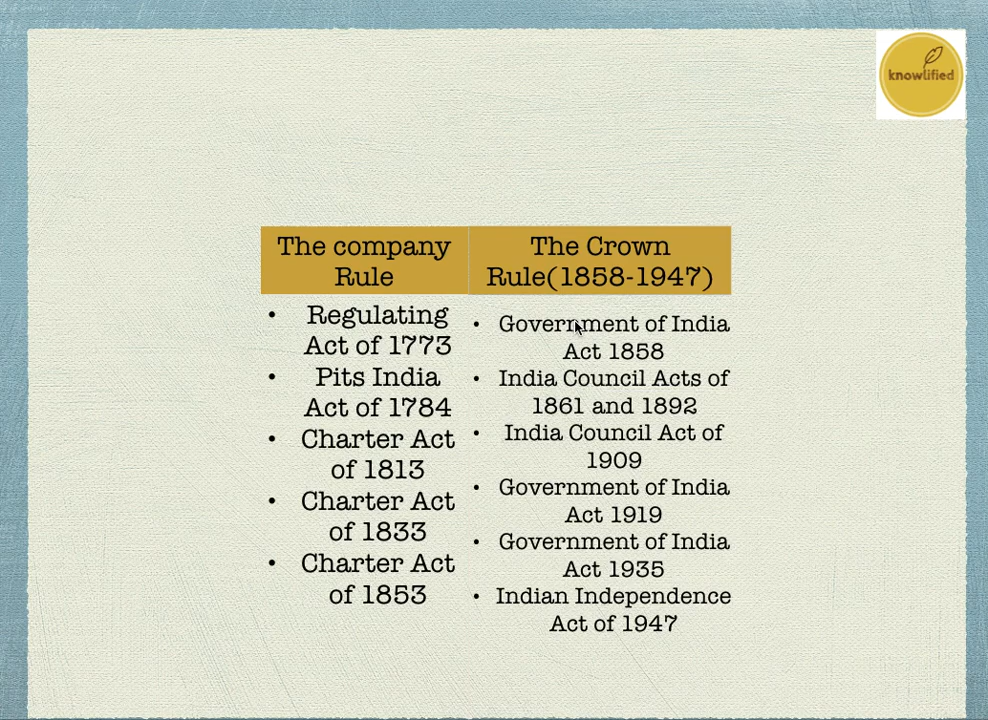 knowlified
The company
Rule
The Crown
Rule(1858-1947)
• Regulating
Act of 1773
• Pits India
Act of 1784
• Charter Act
of 1813
• Charter Act
of 1833
• Charter Act
of 1853
• Government of India
Act 1858
• India Council Acts of
1861 and 1892
• India Council Act of
1909
• Government of India
Act 1919
• Government of India
Act 1935
• Indian Independence
Act of 1947